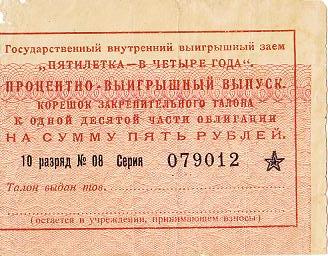 Государственный внутренний выигрышный заем
„ПЯТИЛЕТКА—В ЧЕТЫРЕ ГОДА".
ПРОЦЕНТНО-ВЫИГРЫШНЫЙ ВЫПУСК.
КОРЕШОК ЗАКРЕПИТЕЛЬНОГО ТАЛОНА
К ОДНОЙ ДЕСЯТОЙ ЧАСТИ ОБЛИГАЦИИ
НА СУММУ ПЯТЬ РУБЛЕЙ.
10 разряд № 08 Серия 079012
Талон выдан тов.
(остается в учреждении, принимающем взносы)